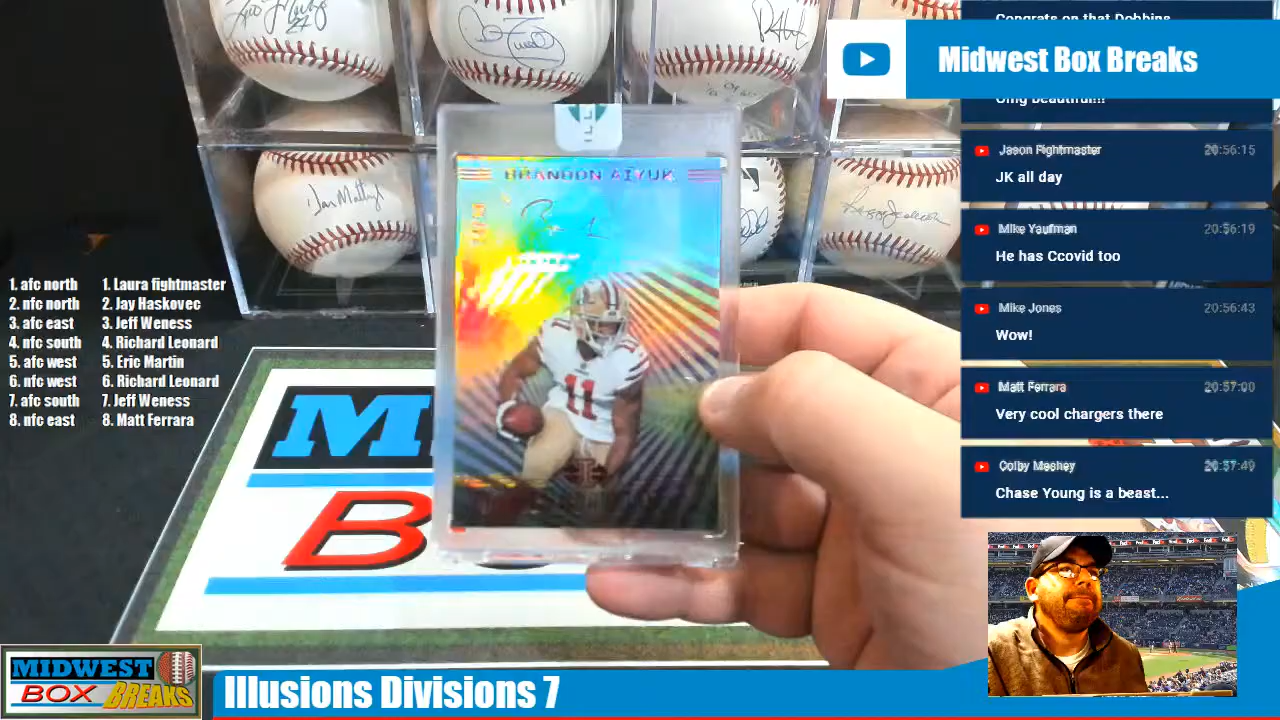 Congrats on that Dobbins
Midwest Box Breaks
Omg beautiful!!!
Jason Fightmaster 20:56:15
JK all day
Mike Yaufman 20:56:19
He has Ccovid too
Mike Jones 20:56:43
Wow!
Matt Ferrara 20:57:00
Very cool chargers there
Colby Mashey 20:57:49
Chase Young is a beast...
BRANDON AIYUK
11
1. afc north 1. Laura fightmaster
2. nfc north 2. Jay Haskovec
3. afc east 3. Jeff Weness
4. nfc south 4. Richard Leonard
5. afc west 5. Eric Martin
6. nfc west 6. Richard Leonard
7. afc south 7. Jeff Weness
8. nfc east 8. Matt Ferrara
MIDWEST
BOX BREAKS
Illusions Divisions 7